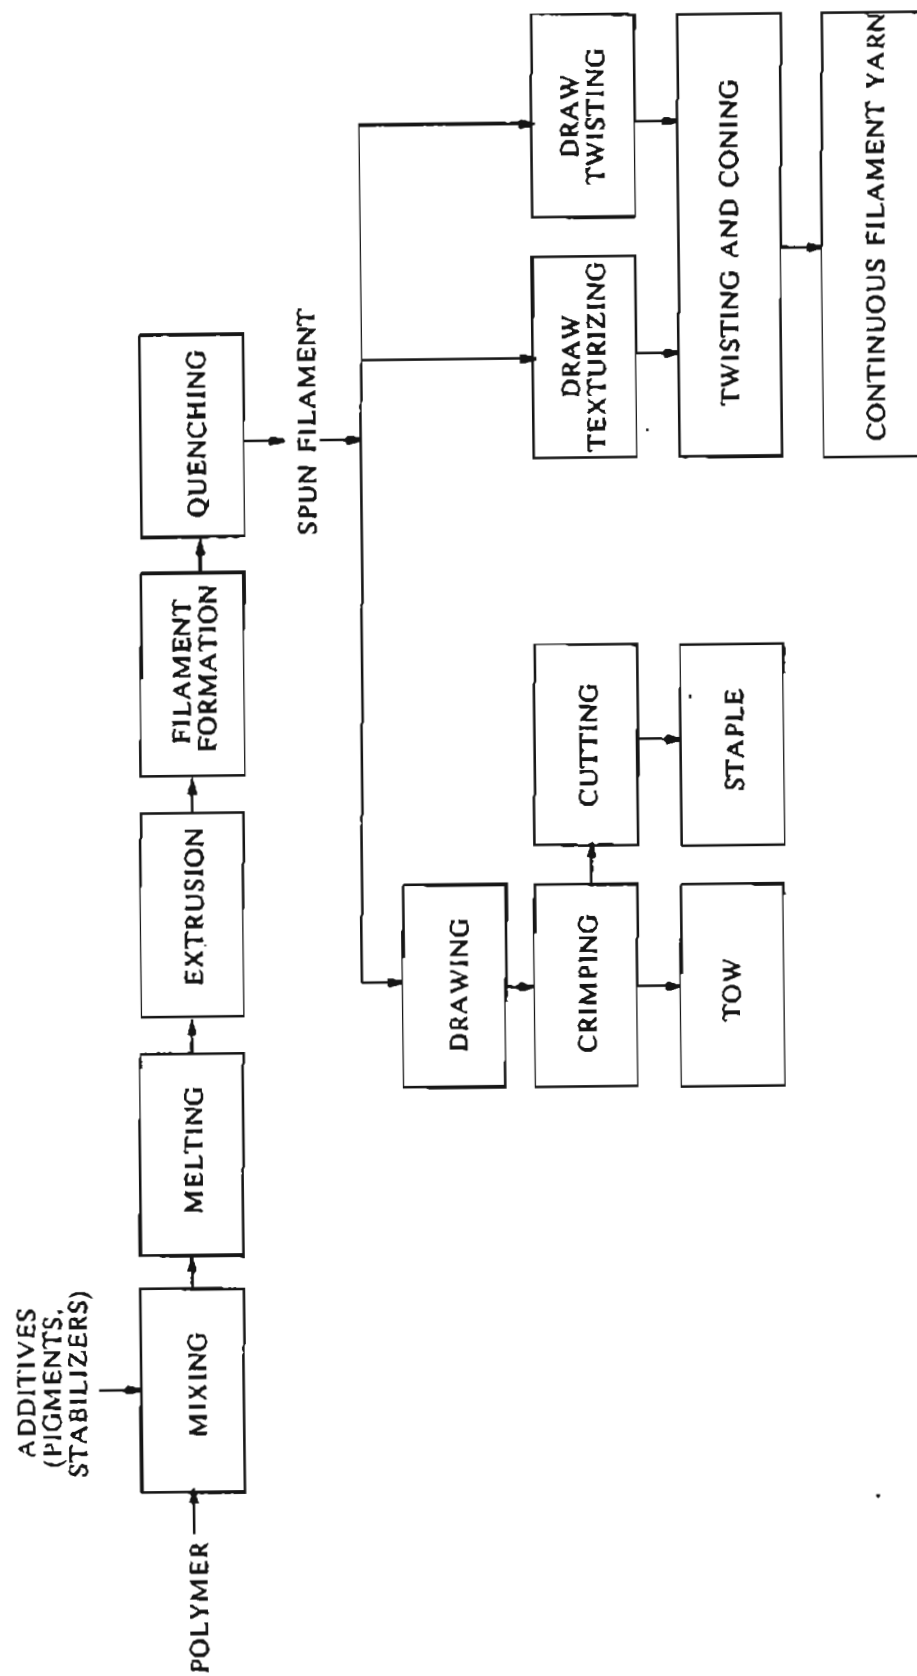 ADDITIVES
(PIGMENTS,
STABILIZERS)
POLYMER
MIXING
MELTING
EXTRUSION
FILAMENT
FORMATION
QUENCHING
SPUN FILAMENT
DRAWING
CRIMPING
CUTTING
TOW
STAPLE
DRAW
TEXTURIZING
DRAW
TWISTING
TWISTING AND CONING
CONTINUOUS FILAMENT YARN